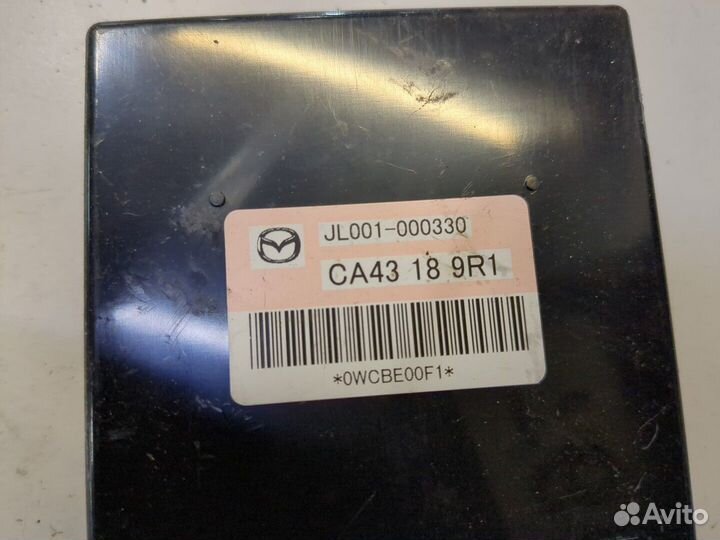 JL001-000330
CA43 18 9R1
*0WCBE00F1*
Avito